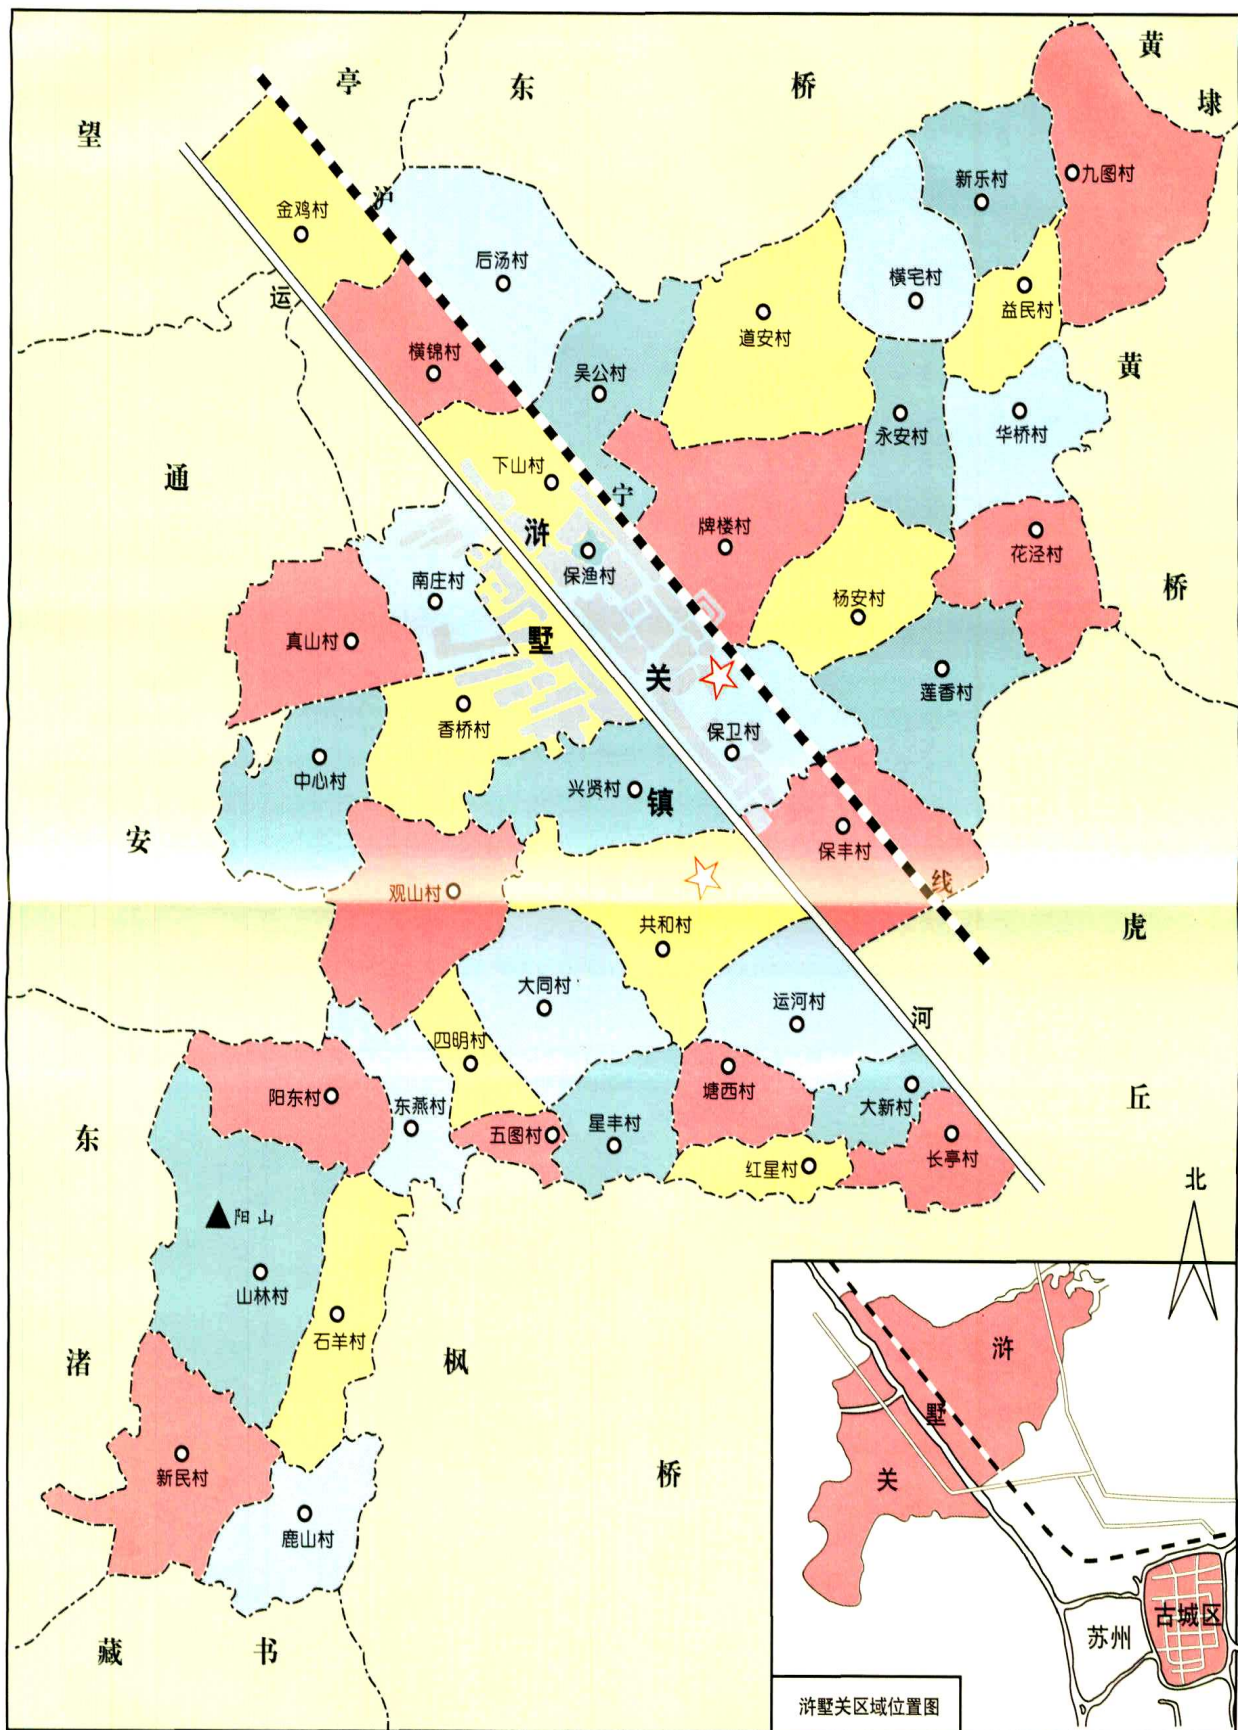 黄
埭
亭
东
桥
望
沪
九图村
新乐村
金鸡村
后汤村
横宅村
运
益民村
道安村
横锦村
吴公村
黄
永安村
华桥村
通
下山村
宁
浒
牌楼村
花泾村
保渔村
南庄村
桥
杨安村
真山村
墅
关
莲香村
香桥村
保卫村
中心村
兴贤村
镇
安
保丰村
观山村
线
共和村
虎
大同村
运河村
河
四明村
阳东村
东燕村
塘西村
大新村
丘
东
五图村
星丰村
长亭村
红星村
北
阳山
山林村
石羊村
渚
枫
浒
墅
新民村
桥
关
鹿山村
藏
书
苏州
古城区
浒墅关区域位置图